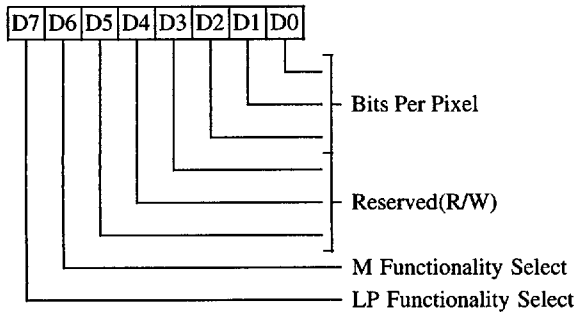 D7 D6 D5 D4 D3 D2 D1 D0
Bits Per Pixel
Reserved(R/W)
M Functionality Select
LP Functionality Select